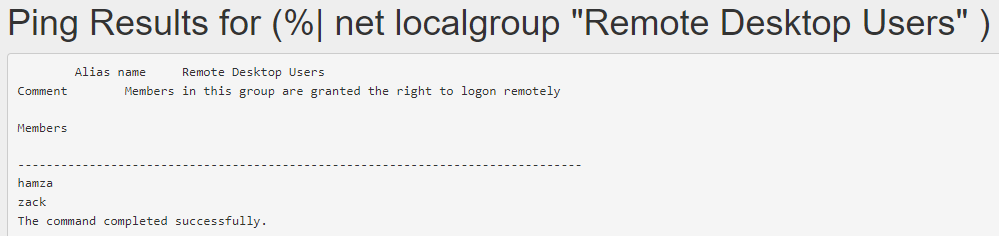 Ping Results for (%| net localgroup "Remote Desktop Users" )
Alias name     Remote Desktop Users
Comment        Members in this group are granted the right to logon remotely
Members
-------------------------------------------------------------------------------
hamza
zack
The command completed successfully.